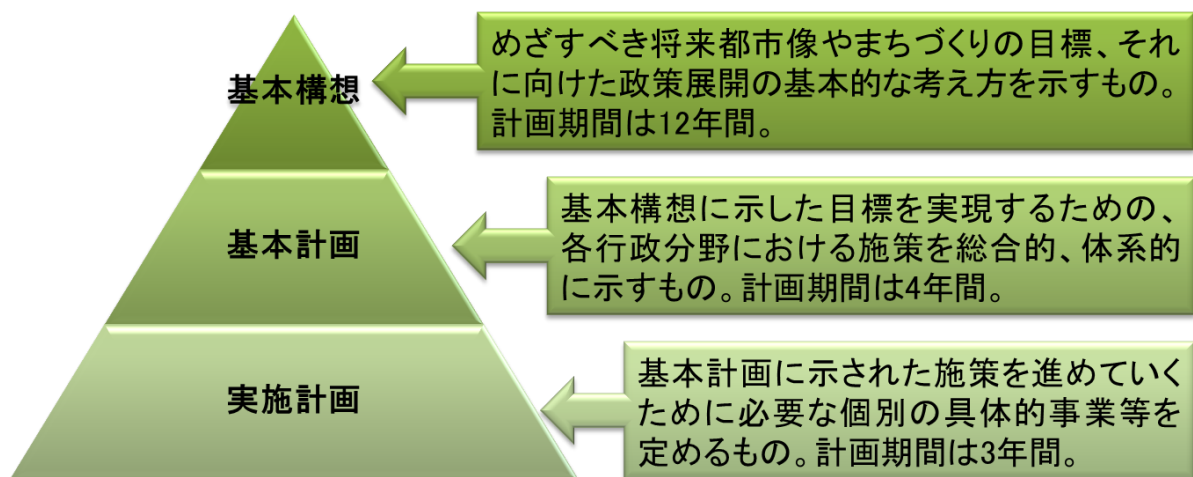 基本構想
めざすべき将来都市像やまちづくりの目標、それ
に向けた政策展開の基本的な考え方を示すもの。
計画期間は12年間。
基本計画
基本構想に示した目標を実現するための、
各行政分野における施策を総合的、体系的
に示すもの。計画期間は4年間。
実施計画
基本計画に示された施策を進めていく
ために必要な個別の具体的事業等を
定めるもの。計画期間は3年間。